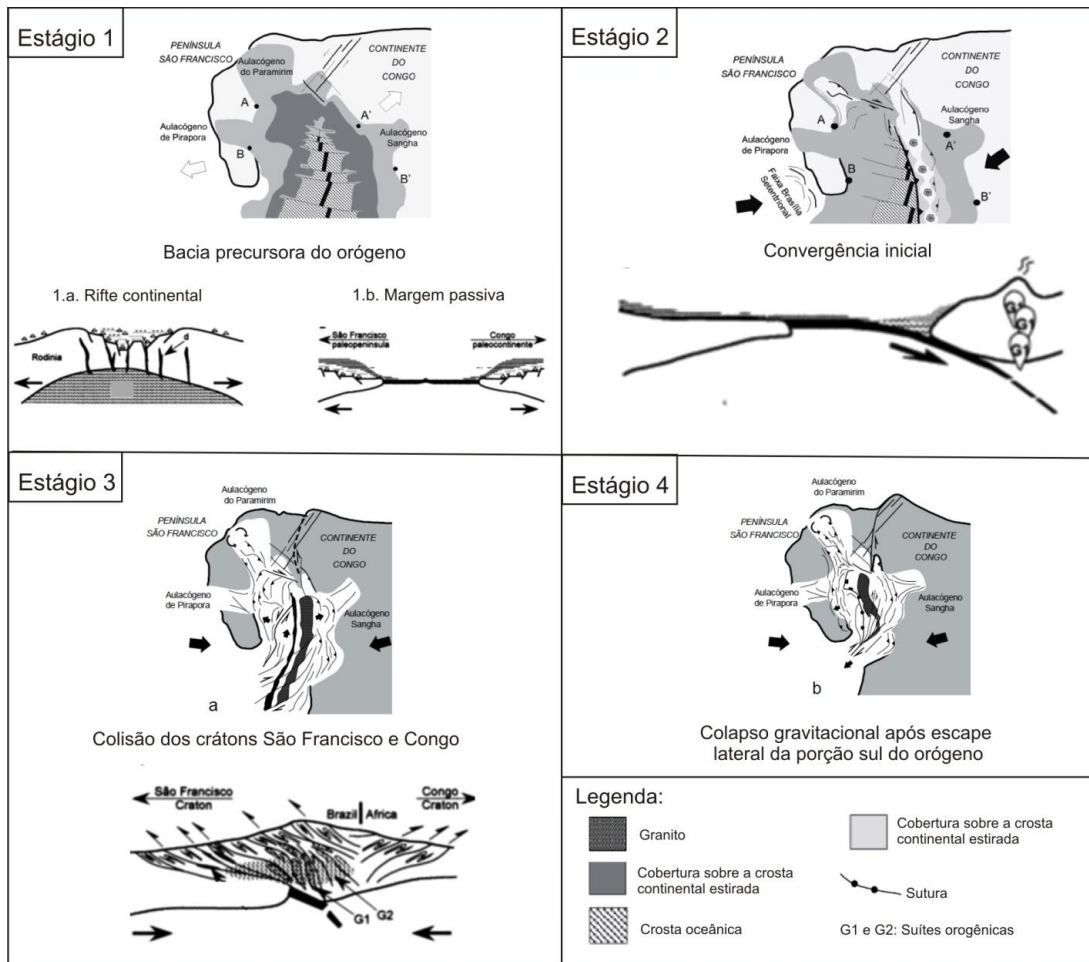 Estágio 1
PENÍNSULA
SÃO FRANCISCO
Aulacógeno
do Paramirim
CONTINENTE
DO
CONGO
A
A'
Aulacógeno
de Pirapora
Aulacógeno
Sangha
B
B'
Bacia precursora do orógeno
1.a. Rifte continental
1.b. Margem passiva
Rodinia
d
São Francisco
paleopeninsula
Congo
paleocontinente
Estágio 2
PENÍNSULA
SÃO FRANCISCO
CONTINENTE
DO
CONGO
Aulacógeno
Sangha
A
A'
Aulacógeno
de Pirapora
B
B'
Faixa Brasília
Setentrional
Convergência inicial
G1
G1
G1
Estágio 3
Aulacógeno
do Paramirim
PENÍNSULA
SÃO FRANCISCO
CONTINENTE
DO
CONGO
Aulacógeno
de Pirapora
Aulacógeno
Sangha
a
Colisão dos crátons São Francisco e Congo
São Francisco
Craton
Brazil
Africa
Congo
Craton
G1
G2
Estágio 4
Aulacógeno
do Paramirim
PENÍNSULA
SÃO FRANCISCO
CONTINENTE
DO
CONGO
Aulacógeno
de Pirapora
Aulacógeno
Sangha
b
Colapso gravitacional após escape
lateral da porção sul do orógeno
Legenda:
Granito
Cobertura sobre a crosta
continental estirada
Crosta oceânica
Cobertura sobre a crosta
continental estirada
Sutura
G1 e G2: Suítes orogênicas